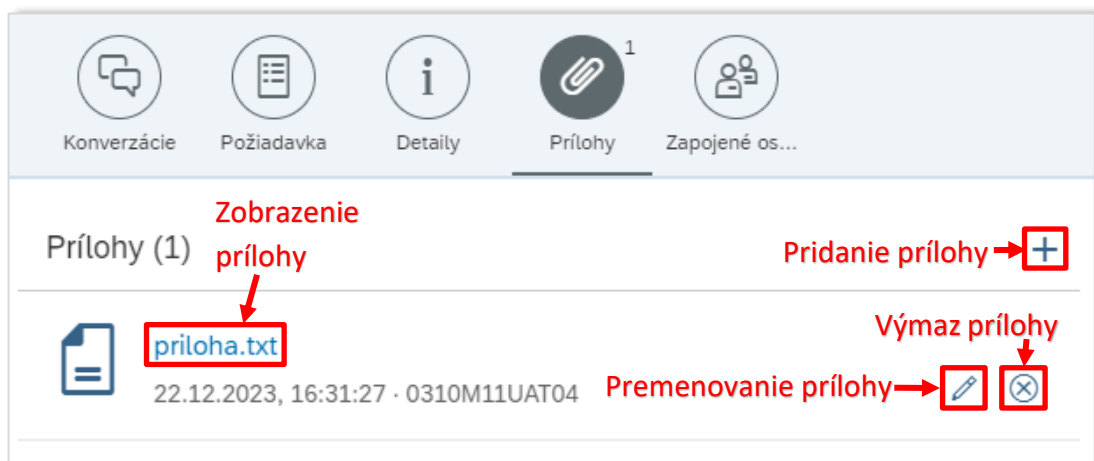 1
Konverzácie Požiadavka Detaily Prílohy Zapojené os...
Zobrazenie
prílohy
Prílohy (1)
Pridanie prílohy
Výmaz prílohy
priloha.txt
22.12.2023, 16:31:27 · 0310M11UAT04
Premenovanie prílohy